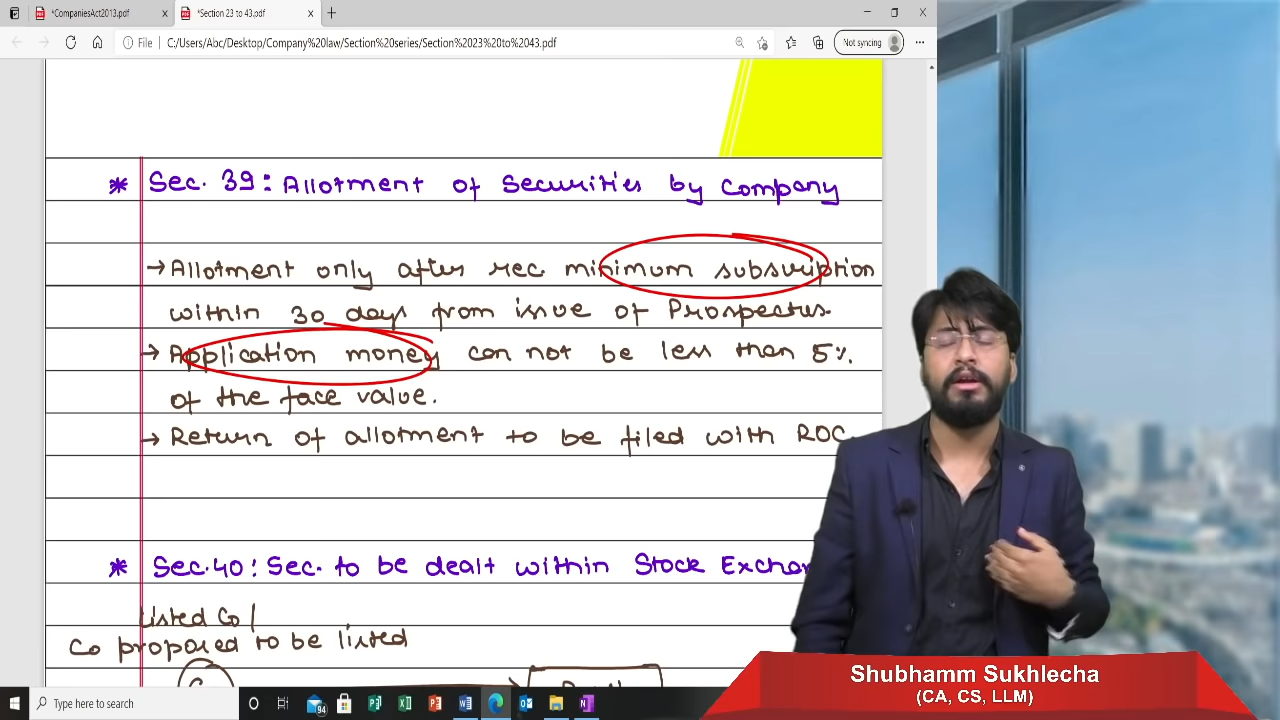 *CompaniesAct2013.pdf
*Section 23 to 43.pdf
File
C:/Users/Abc/Desktop/Company%20law/Section%20series/Section%2023%20to%2043.pdf
Not syncing
* Sec. 39: Allotment of Securities by Company
→ Allotment only after rec. minimum subscription
within 30 days from issue of Prospectus.
→ Application money can not be less than 5%
of the face value.
→ Return of allotment to be filed with ROC.
* Sec. 40: Sec. to be dealt within Stock
Listed Co /
Co proposed to be listed
Shubhamm Sukhlecha
(CA, CS, LLM)
Type here to search
94